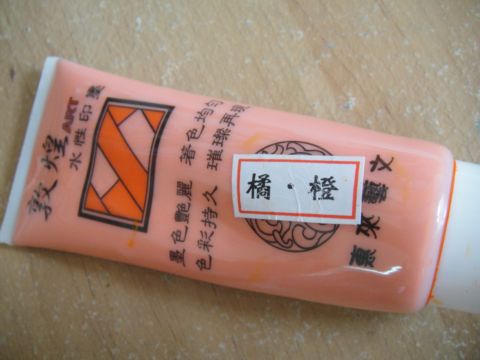 敦煌
ART
水性印墨
墨色艷麗 著色均勻
色彩持久 璀璨再現
橘·橙
熏來藝文